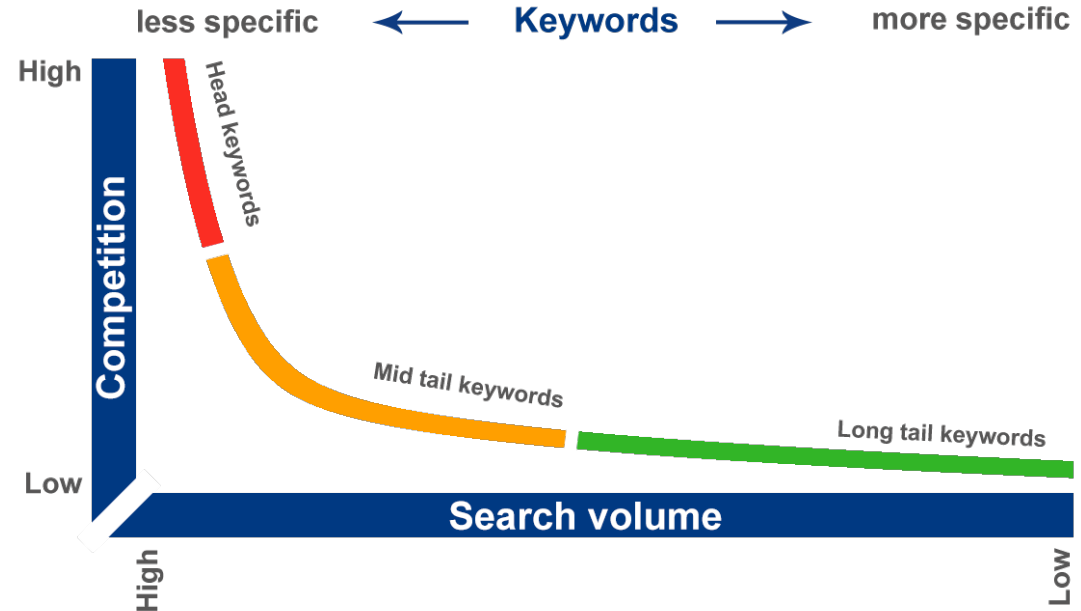 less specific
Keywords
more specific
High
Head keywords
Competition
Mid tail keywords
Long tail keywords
Low
Search volume
High
Low